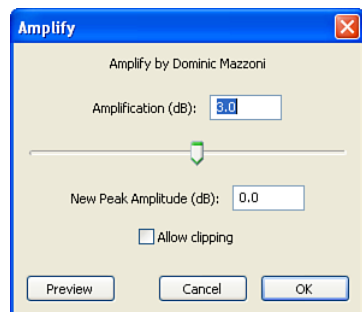 Amplify
Amplify by Dominic Mazzoni
Amplification (dB): 3.0
New Peak Amplitude (dB): 0.0
Allow clipping
Preview Cancel OK